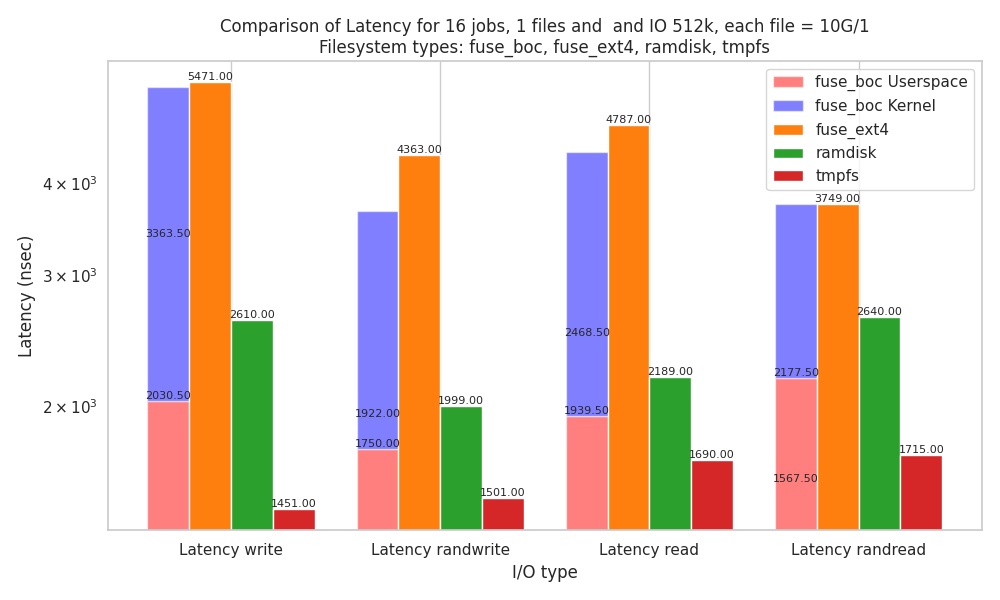 Comparison of Latency for 16 jobs, 1 files and  and IO 512k, each file = 10G/1
Filesystem types: fuse_boc, fuse_ext4, ramdisk, tmpfs
fuse_boc Userspace
fuse_boc Kernel
fuse_ext4
ramdisk
tmpfs
Latency (nsec)
4 × 10³
3 × 10³
2 × 10³
3363.50
2030.50
5471.00
2610.00
1451.00
1922.00
1750.00
4363.00
1999.00
1501.00
2468.50
1939.50
4787.00
2189.00
1690.00
2177.50
1567.50
3749.00
2640.00
1715.00
Latency write
Latency randwrite
Latency read
Latency randread
I/O type